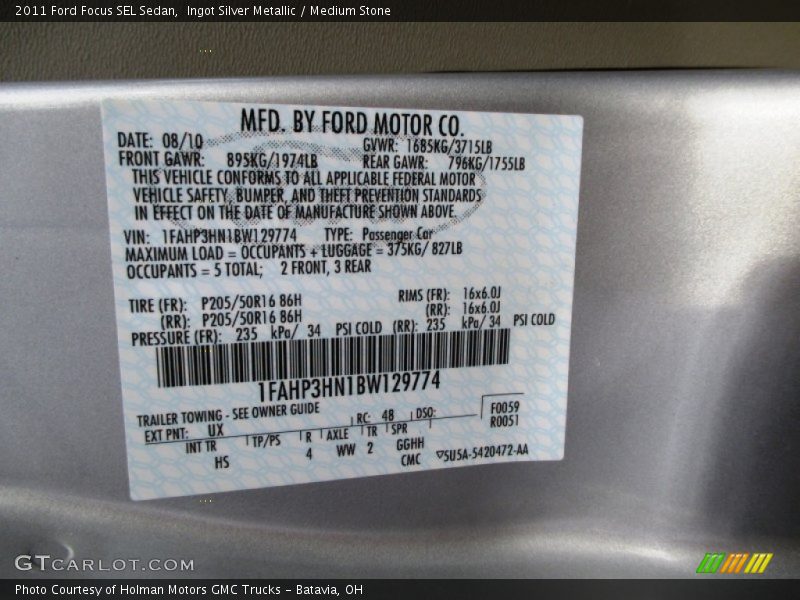 2011 Ford Focus SEL Sedan, Ingot Silver Metallic / Medium Stone
MFD. BY FORD MOTOR CO.
DATE: 08/10 GVWR: 1685KG/3715LB
FRONT GAWR: 895KG/1974LB REAR GAWR: 796KG/1755LB
THIS VEHICLE CONFORMS TO ALL APPLICABLE FEDERAL MOTOR
VEHICLE SAFETY, BUMPER, AND THEFT PREVENTION STANDARDS
IN EFFECT ON THE DATE OF MANUFACTURE SHOWN ABOVE.
VIN: 1FAHP3HN1BW129774 TYPE: Passenger Car
MAXIMUM LOAD = OCCUPANTS + LUGGAGE = 375KG/ 827LB
OCCUPANTS = 5 TOTAL; 2 FRONT, 3 REAR
TIRE (FR): P205/50R16 86H RIMS (FR): 16x6.0J
(RR): P205/50R16 86H (RR): 16x6.0J
PRESSURE (FR): 235 kPa/ 34 PSI COLD (RR): 235 kPa/ 34 PSI COLD
1FAHP3HN1BW129774
TRAILER TOWING - SEE OWNER GUIDE
EXT PNT: UX RC: 48 DSO: F0059
R0051
INT TR TP/PS R AXLE TR SPR
HS 4 WW 2 GGHH
CMC ▽5U5A-5420472-AA
GTCARLOT.COM
Photo Courtesy of Holman Motors GMC Trucks - Batavia, OH